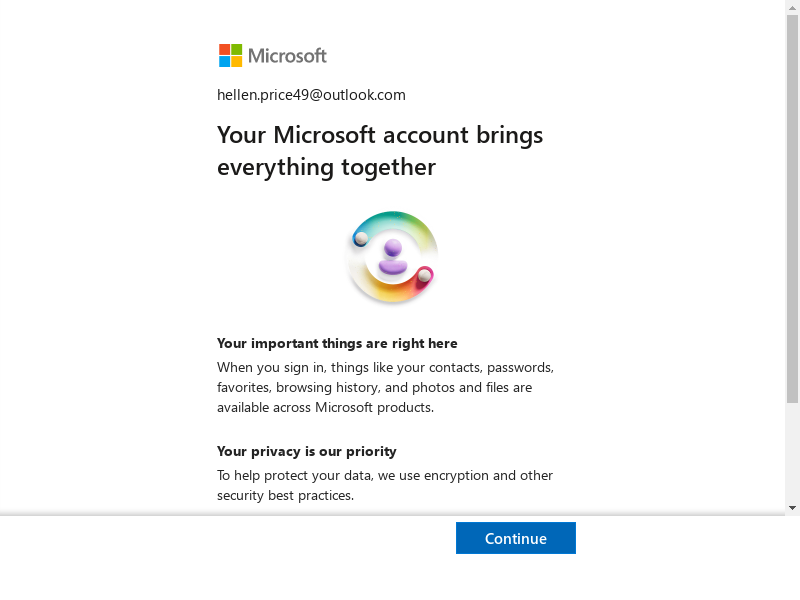 Microsoft
hellen.price49@outlook.com
Your Microsoft account brings
everything together
Your important things are right here
When you sign in, things like your contacts, passwords,
favorites, browsing history, and photos and files are
available across Microsoft products.
Your privacy is our priority
To help protect your data, we use encryption and other
security best practices.
Continue